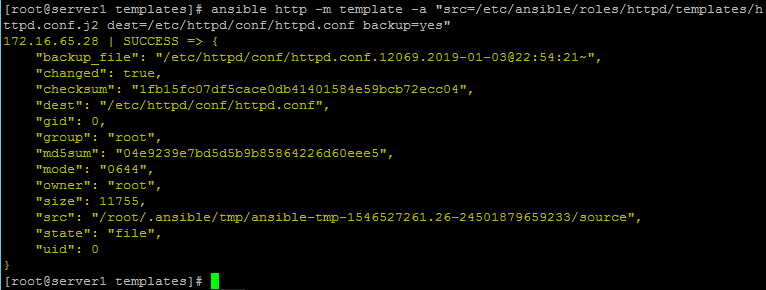 [root@server1 templates]# ansible http -m template -a "src=/etc/ansible/roles/httpd/templates/h
ttpd.conf.j2 dest=/etc/httpd/conf/httpd.conf backup=yes"
172.16.65.28 | SUCCESS => {
    "backup_file": "/etc/httpd/conf/httpd.conf.12069.2019-01-03@22:54:21~",
    "changed": true,
    "checksum": "1fb15fc07df5cace0db41401584e59bcb72ecc04",
    "dest": "/etc/httpd/conf/httpd.conf",
    "gid": 0,
    "group": "root",
    "md5sum": "04e9239e7bd5d5b9b85864226d60eee5",
    "mode": "0644",
    "owner": "root",
    "size": 11755,
    "src": "/root/.ansible/tmp/ansible-tmp-1546527261.26-24501879659233/source",
    "state": "file",
    "uid": 0
}
[root@server1 templates]#